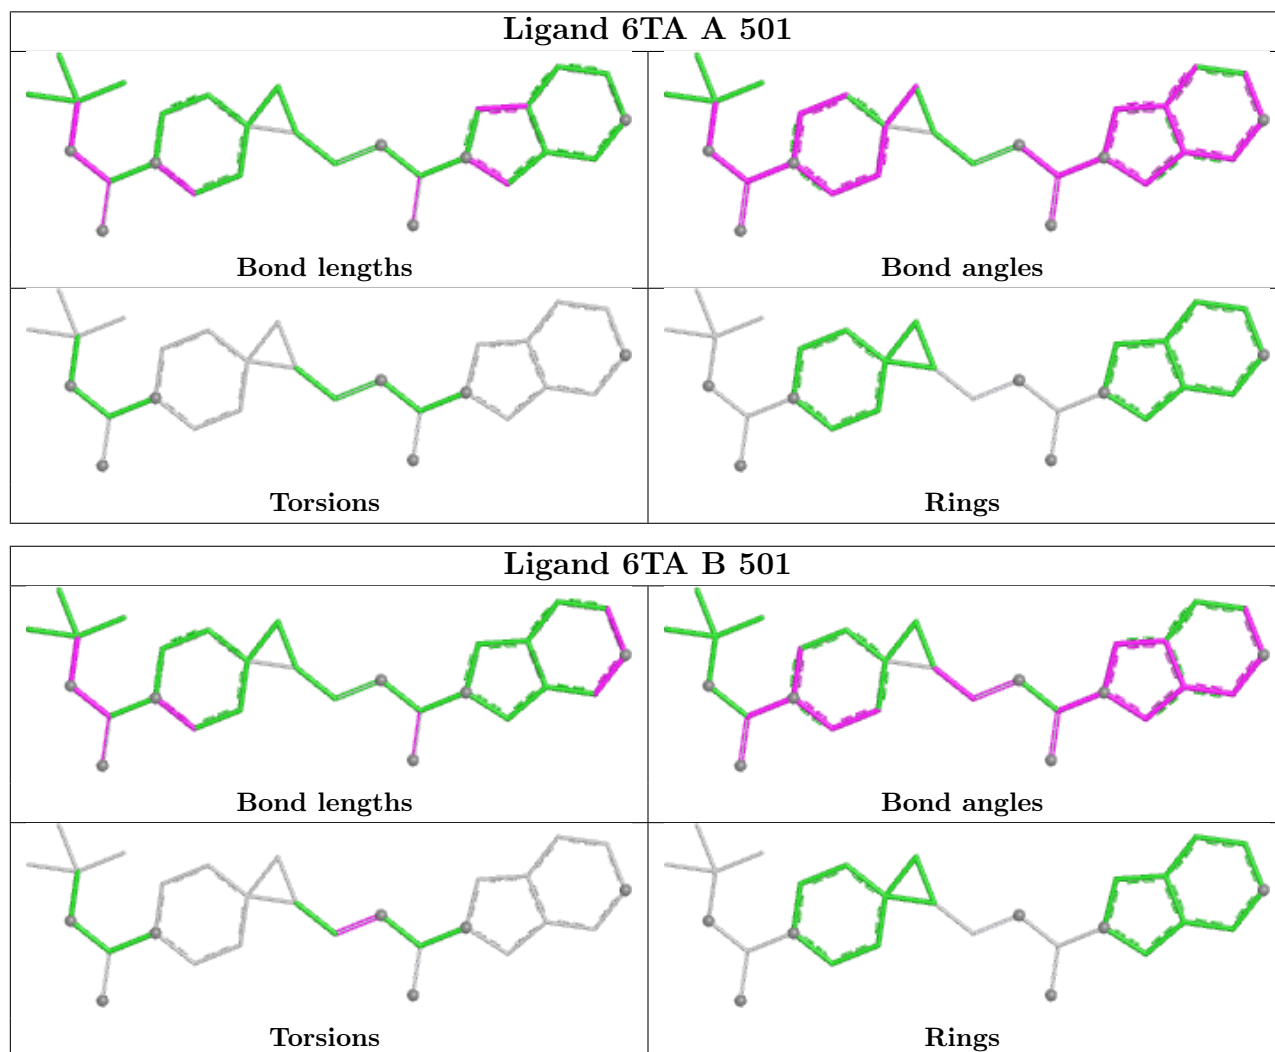 Ligand 6TA A 501
Bond lengths
Bond angles
Torsions
Rings
Ligand 6TA B 501
Bond lengths
Bond angles
Torsions
Rings